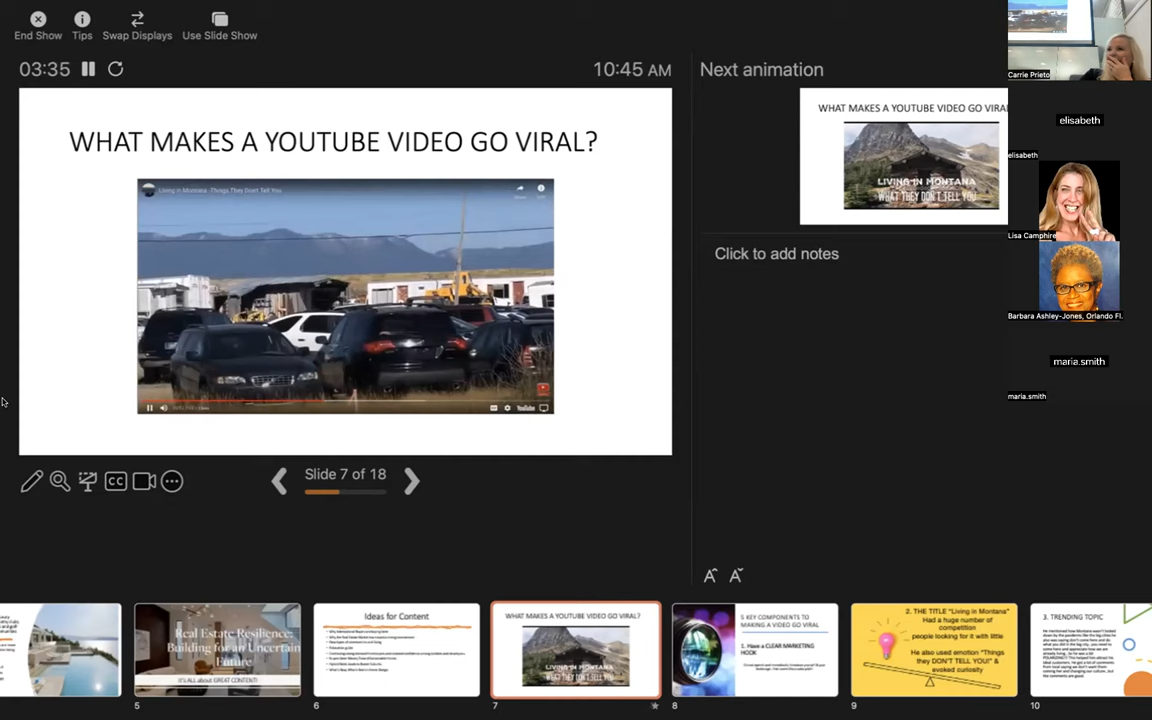 End Show
Tips
Swap Displays
Use Slide Show
03:35
10:45 AM
WHAT MAKES A YOUTUBE VIDEO GO VIRAL?
Living in Montana -Things They Don't Tell You
YouTube
Slide 7 of 18
CC
Next animation
WHAT MAKES A YOUTUBE VIDEO GO VIRAL
LIVING IN MONTANA
WHAT THEY DON'T TELL YOU
Click to add notes
Carrie Prieto
elisabeth
elisabeth
Lisa Camphire
Barbara Ashley-Jones, Orlando Fl.
maria.smith
maria.smith
Real Estate Resilience:
Building for an Uncertain
Future
It's ALL about GREAT CONTENT!
5
Ideas for Content
6
WHAT MAKES A YOUTUBE VIDEO GO VIRAL?
LIVING IN MONTANA
WHAT THEY DON'T TELL YOU
7
5 KEY COMPONENTS TO
MAKING A VIDEO GO VIRAL
1. Have a CLEAR MARKETING
HOOK
8
2. THE TITLE "Living in Montana"
Had a huge number of
competition
people looking for it with little
He also used emotion "Things
they DON'T TELL YOU! &
evoked curiosity
9
3. TRENDING TOPIC
10